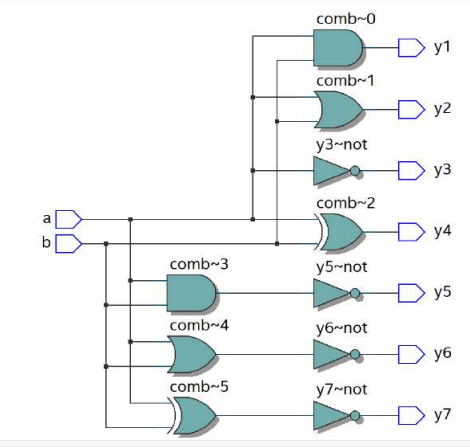 comb~0
y1
comb~1
y2
y3~not
y3
comb~2
a
y4
b
comb~3
y5~not
y5
comb~4
y6~not
y6
comb~5
y7~not
y7